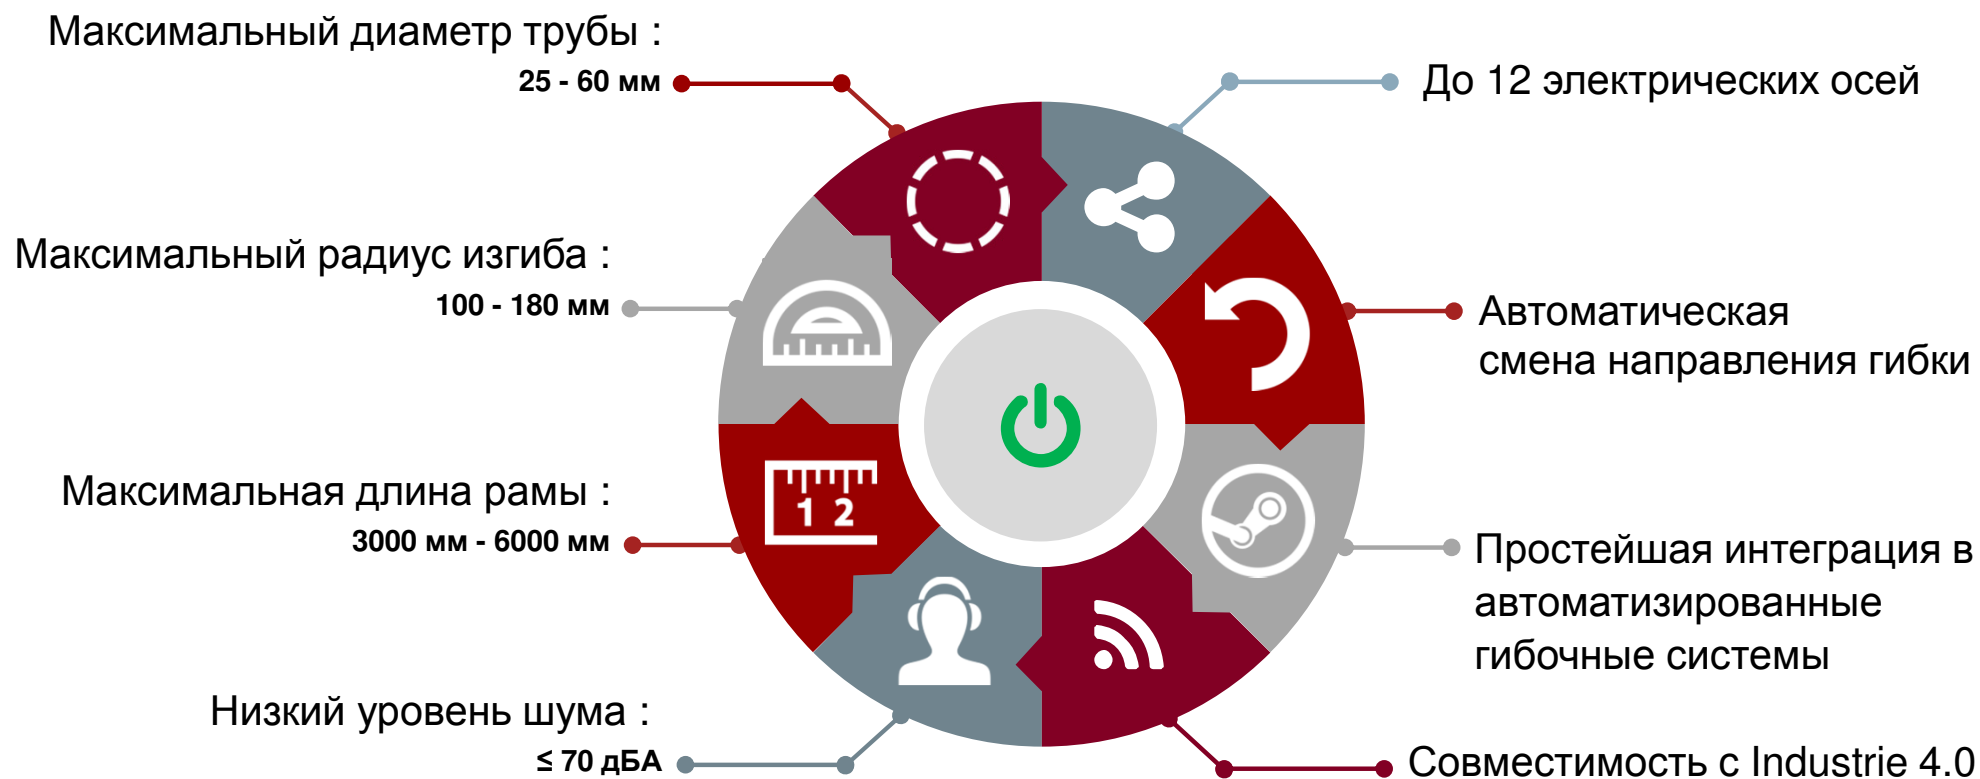 Максимальный диаметр трубы :
25 - 60 мм
До 12 электрических осей
Максимальный радиус изгиба :
100 - 180 мм
Автоматическая
смена направления гибки
Максимальная длина рамы :
3000 мм - 6000 мм
1 2
Простейшая интеграция в
автоматизированные
гибочные системы
Низкий уровень шума :
≤ 70 дБА
Совместимость с Industrie 4.0